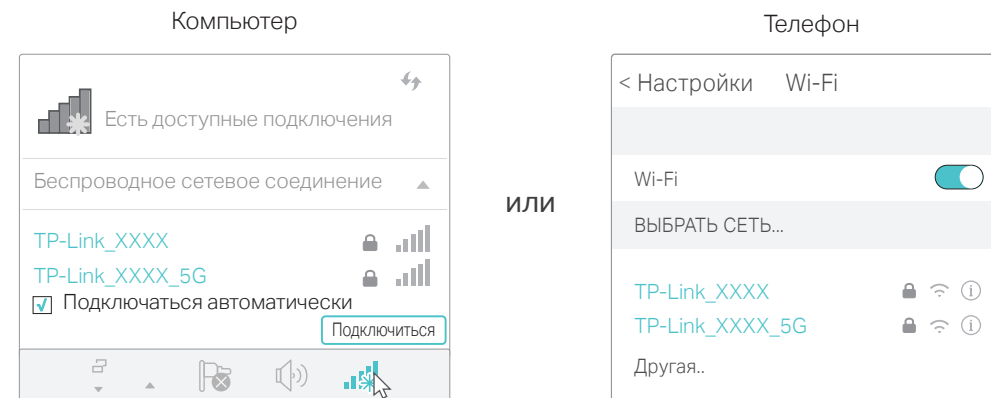 Компьютер
Есть доступные подключения
Беспроводное сетевое соединение
TP-Link_XXXX
TP-Link_XXXX_5G
Подключаться автоматически
Подключиться
или
Телефон
< Настройки Wi-Fi
Wi-Fi
ВЫБРАТЬ СЕТЬ...
TP-Link_XXXX
TP-Link_XXXX_5G
Другая..